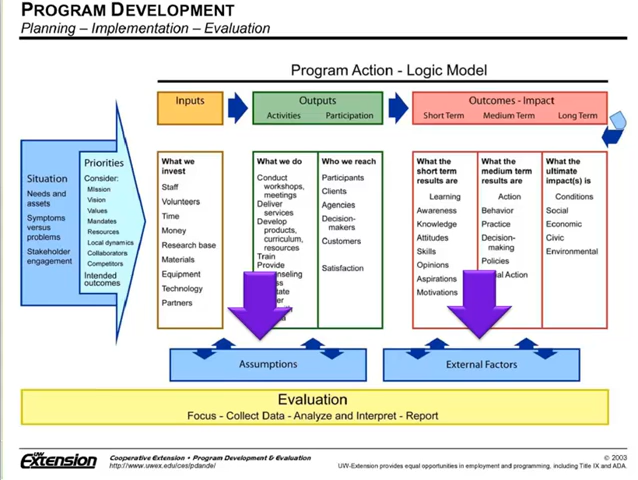 PROGRAM DEVELOPMENT
Planning – Implementation – Evaluation
Program Action - Logic Model
Inputs
Outputs
Activities Participation
Outcomes - Impact
Short Term Medium Term Long Term
Situation
Needs and
assets
Symptoms
versus
problems
Stakeholder
engagement
Priorities
Consider:
Mission
Vision
Values
Mandates
Resources
Local dynamics
Collaborators
Competitors
Intended
outcomes
What we
invest
Staff
Volunteers
Time
Money
Research base
Materials
Equipment
Technology
Partners
What we do
Conduct
workshops,
meetings
Deliver
services
Develop
products,
curriculum,
resources
Train
Provide
Who we reach
Participants
Clients
Agencies
Decision-
makers
Customers
Satisfaction
What the
short term
results are
Learning
Awareness
Knowledge
Attitudes
Skills
Opinions
Aspirations
Motivations
What the
medium term
results are
Action
Behavior
Practice
Decision-
making
Policies
Action
What the
ultimate
impact(s) is
Conditions
Social
Economic
Civic
Environmental
Assumptions
External Factors
Evaluation
Focus - Collect Data - Analyze and Interpret - Report
UW
Extension
Cooperative Extension • Program Development & Evaluation
http://www.uwex.edu/ces/pdande/
© 2003
UW-Extension provides equal opportunities in employment and programming, including Title IX and ADA.